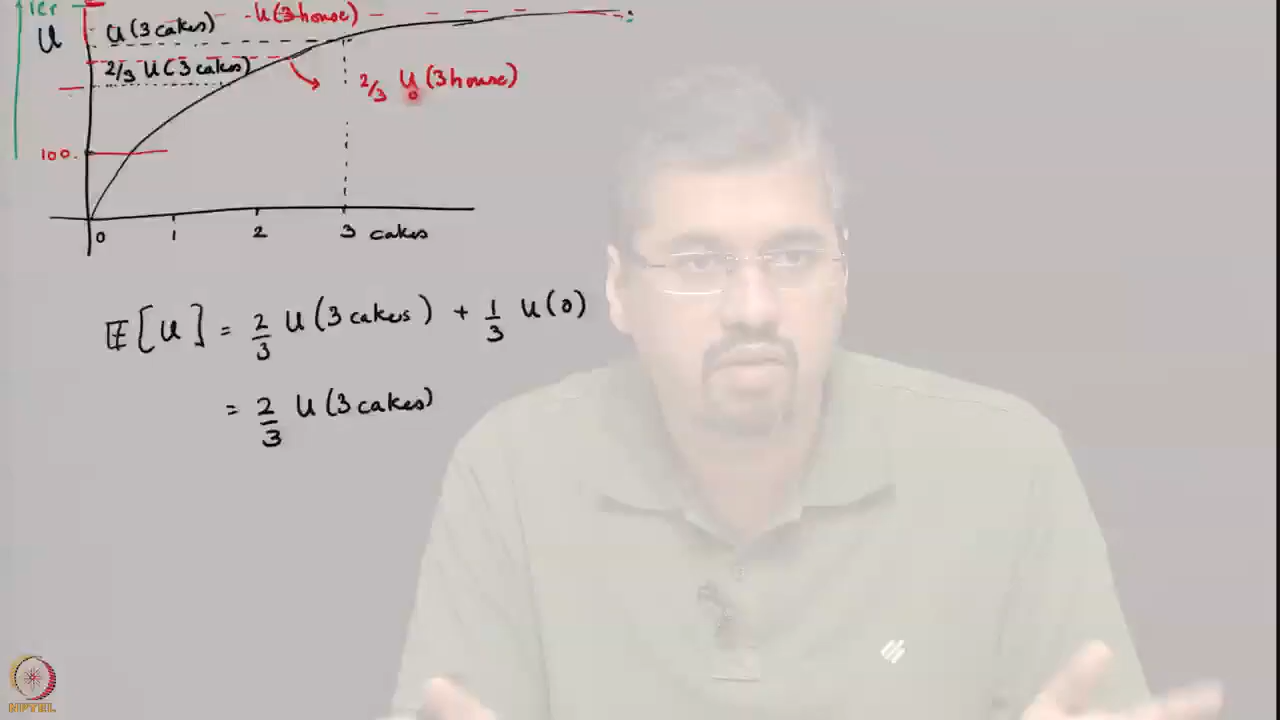 1cr
U
U(3 cakes)
U(3 house)
2/3 U(3 cakes)
2/3 U(3 house)
100.
0 1 2 3 cakes
𝔼[U] = 2/3 U(3 cakes) + 1/3 U(0)
= 2/3 U(3 cakes)
NPTEL